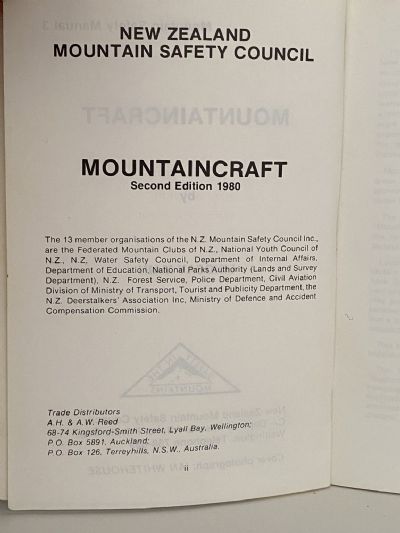 NEW ZEALAND
MOUNTAIN SAFETY COUNCIL
MOUNTAINCRAFT
Second Edition 1980
The 13 member organisations of the N.Z. Mountain Safety Council Inc.,
are the Federated Mountain Clubs of N.Z., National Youth Council of
N.Z., N.Z, Water Safety Council, Department of Internal Affairs,
Department of Education, National Parks Authority (Lands and Survey
Department), N.Z. Forest Service, Police Department, Civil Aviation
Division of Ministry of Transport, Tourist and Publicity Department, the
N.Z. Deerstalkers' Association Inc, Ministry of Defence and Accident
Compensation Commission.
Trade Distributors
A.H. & A.W. Reed
68-74 Kingsford-Smith Street, Lyall Bay, Wellington;
P.O. Box 5891, Auckland;
P.O. Box 126, Terreyhills, N.S.W.. Australia.
ii